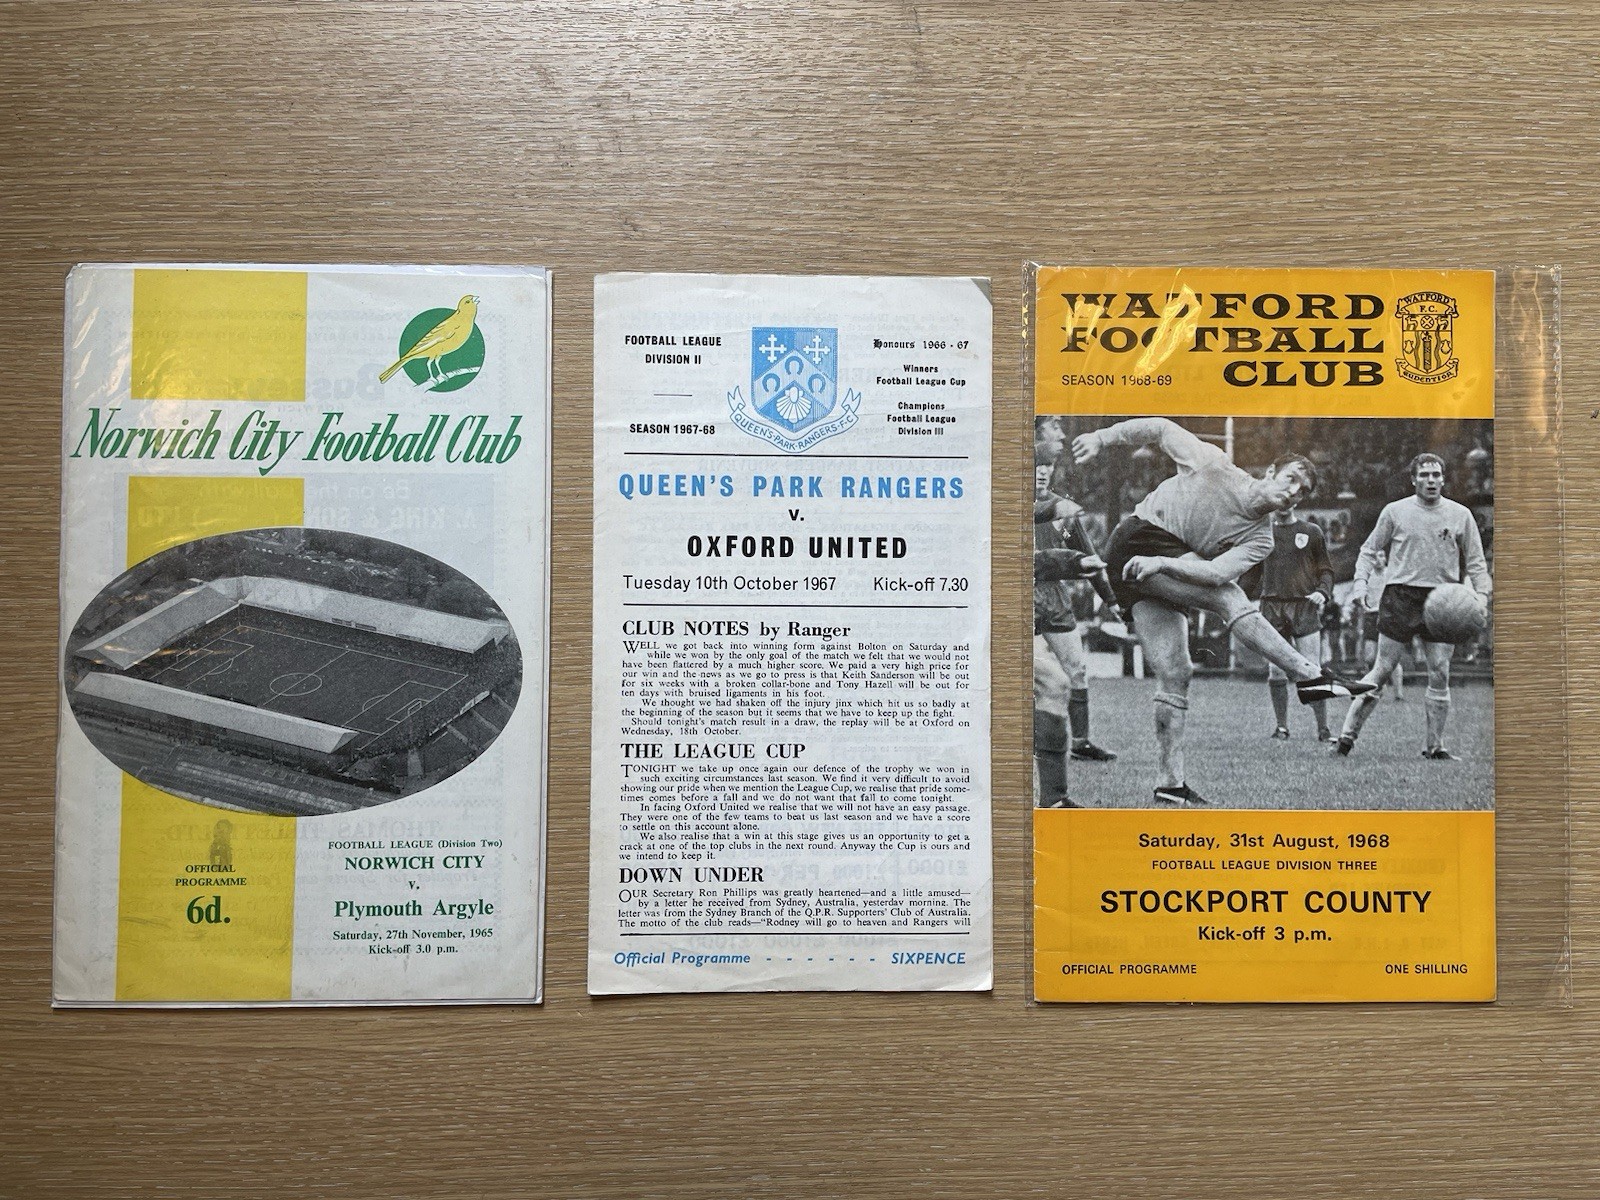 Norwich City Football Club
OFFICIAL
PROGRAMME
6d.
FOOTBALL LEAGUE (Division Two)
NORWICH CITY
v.
Plymouth Argyle
Saturday, 27th November, 1965
Kick-off 3.0 p.m.
FOOTBALL LEAGUE
DIVISION II
SEASON 1967-68
QUEEN'S·PARK·RANGERS·F·C
Honours 1966-67
Winners
Football League Cup
Champions
Football League
Division III
QUEEN'S PARK RANGERS
v.
OXFORD UNITED
Tuesday 10th October 1967 Kick-off 7.30
CLUB NOTES by Ranger
WELL we got back into winning form against Bolton on Saturday and
while we won by the only goal of the match we felt that we would not
have been flattered by a much higher score. We paid a very high price for
our win and the news as we go to press is that Keith Sanderson will be out
for six weeks with a broken collar-bone and Tony Hazell will be out for
ten days with bruised ligaments in his foot.
We thought we had shaken off the injury jinx which hit us so badly at
the beginning of the season but it seems that we have to keep up the fight.
Should tonight's match result in a draw, the replay will be at Oxford on
Wednesday, 18th October.
THE LEAGUE CUP
TONIGHT we take up once again our defence of the trophy we won in
such exciting circumstances last season. We find it very difficult to avoid
showing our pride when we mention the League Cup, we realise that pride some-
times comes before a fall and we do not want that fall to come tonight.
In facing Oxford United we realise that we will not have an easy passage.
They were one of the few teams to beat us last season and we have a score
to settle on this account alone.
We also realise that a win at this stage gives us an opportunity to get a
crack at one of the top clubs in the next round. Anyway the Cup is ours and
we intend to keep it.
DOWN UNDER
OUR Secretary Ron Phillips was greatly heartened—and a little amused—
by a letter he received from Sydney, Australia, yesterday morning. The
letter was from the Sydney Branch of the Q.P.R. Supporters' Club of Australia.
The motto of the club reads—"Rodney will go to heaven and Rangers will
Official Programme - - - - - - SIXPENCE
WATFORD
FOOTBALL
CLUB
SEASON 1968-69
WATFORD
F.C.
Saturday, 31st August, 1968
FOOTBALL LEAGUE DIVISION THREE
STOCKPORT COUNTY
Kick-off 3 p.m.
OFFICIAL PROGRAMME ONE SHILLING